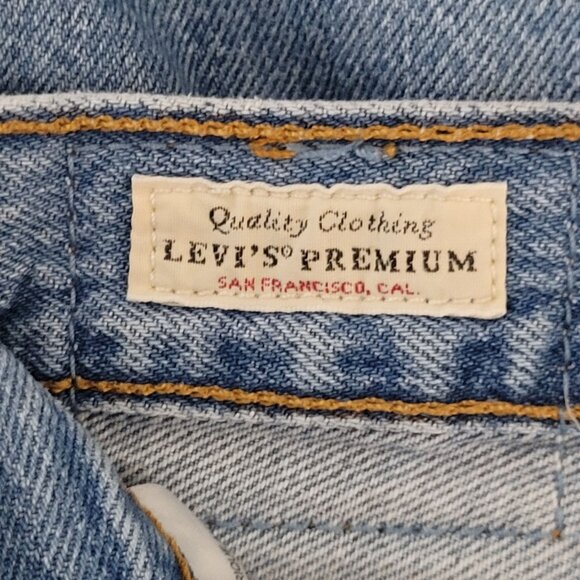 Quality Clothing
LEVI'S® PREMIUM
SAN FRANCISCO, CAL.